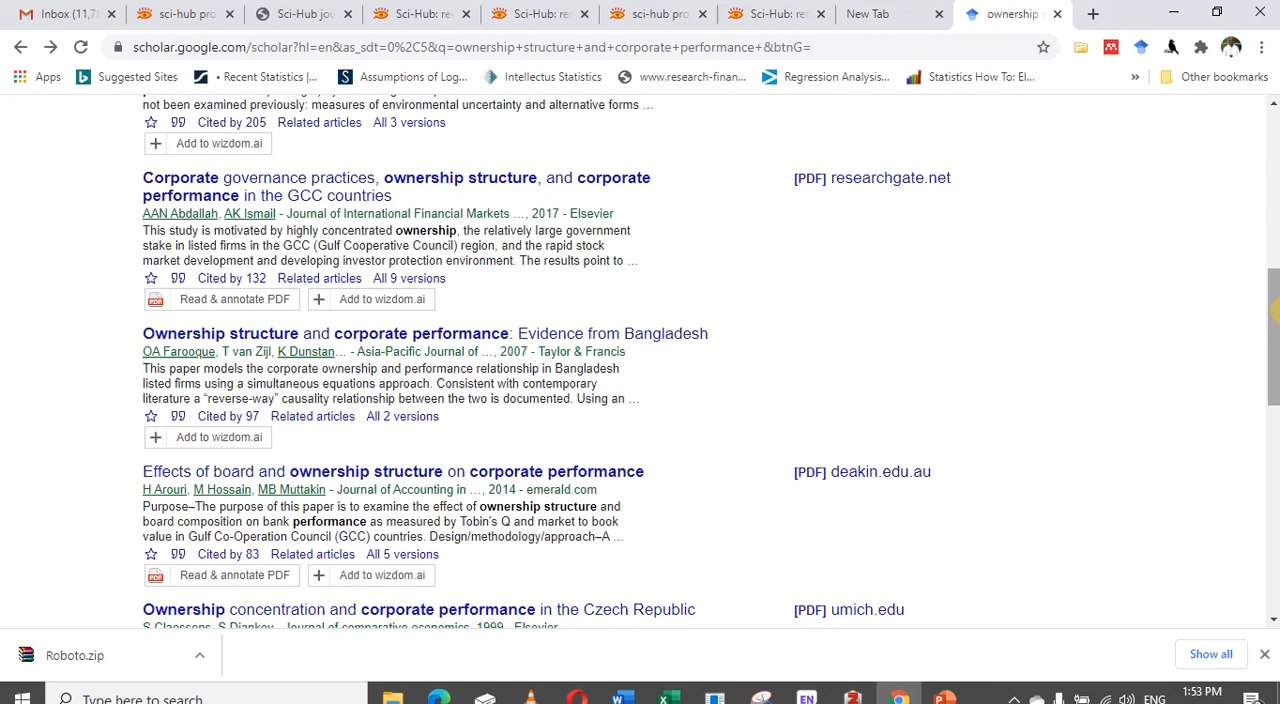 Inbox (11,7
sci-hub pro
Sci-Hub jou
Sci-Hub: re
Sci-Hub: re
sci-hub pro
Sci-Hub: re
New Tab
ownership s
scholar.google.com/scholar?hl=en&as_sdt=0%2C5&q=ownership+structure+and+corporate+performance+&btnG=
Apps
Suggested Sites
• Recent Statistics |...
Assumptions of Log...
Intellectus Statistics
www.research-finan...
Regression Analysis...
Statistics How To: El...
»
Other bookmarks
not been examined previously: measures of environmental uncertainty and alternative forms ...
Cited by 205 Related articles All 3 versions
Add to wizdom.ai
Corporate governance practices, ownership structure, and corporate
performance in the GCC countries
[PDF] researchgate.net
AAN Abdallah, AK Ismail - Journal of International Financial Markets ..., 2017 - Elsevier
This study is motivated by highly concentrated ownership, the relatively large government
stake in listed firms in the GCC (Gulf Cooperative Council) region, and the rapid stock
market development and developing investor protection environment. The results point to ...
Cited by 132 Related articles All 9 versions
Read & annotate PDF
Add to wizdom.ai
Ownership structure and corporate performance: Evidence from Bangladesh
OA Farooque, T van Zijl, K Dunstan... - Asia-Pacific Journal of ..., 2007 - Taylor & Francis
This paper models the corporate ownership and performance relationship in Bangladesh
listed firms using a simultaneous equations approach. Consistent with contemporary
literature a “reverse-way” causality relationship between the two is documented. Using an ...
Cited by 97 Related articles All 2 versions
Add to wizdom.ai
Effects of board and ownership structure on corporate performance
[PDF] deakin.edu.au
H Arouri, M Hossain, MB Muttakin - Journal of Accounting in ..., 2014 - emerald.com
Purpose–The purpose of this paper is to examine the effect of ownership structure and
board composition on bank performance as measured by Tobin's Q and market to book
value in Gulf Co-Operation Council (GCC) countries. Design/methodology/approach–A ...
Cited by 83 Related articles All 5 versions
Read & annotate PDF
Add to wizdom.ai
Ownership concentration and corporate performance in the Czech Republic
[PDF] umich.edu
S Claessens, S Djankov - Journal of comparative economics, 1999 - Elsevier
Roboto.zip
Show all
Type here to search
EN
ENG
1:53 PM